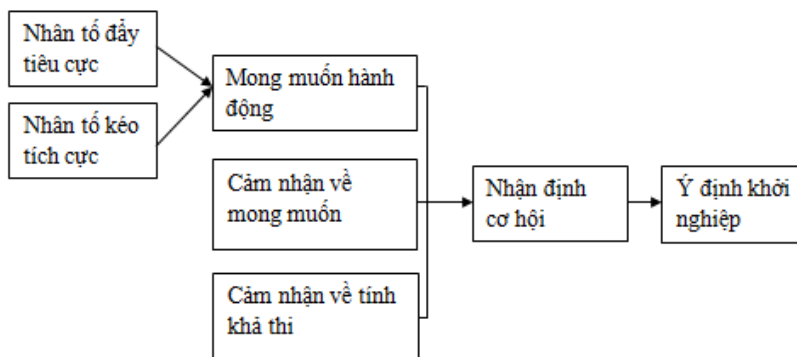 Nhân tố đẩy
tiêu cực
Nhân tố kéo
tích cực
Mong muốn hành
động
Cảm nhận về
mong muốn
Cảm nhận về tính
khả thi
Nhận định
cơ hội
Ý định khởi
nghiệp